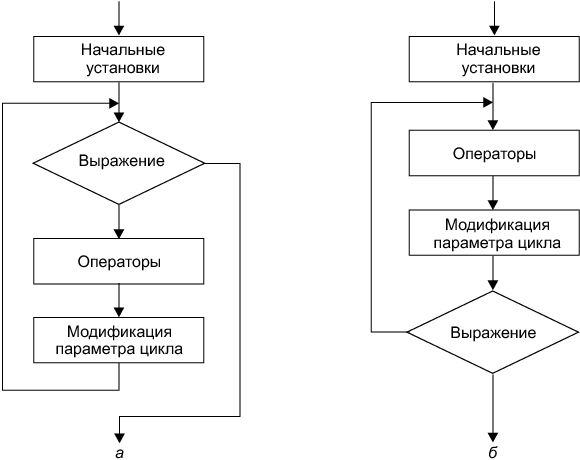 Начальные
установки
Выражение
Операторы
Модификация
параметра цикла
а
Начальные
установки
Операторы
Модификация
параметра цикла
Выражение
б